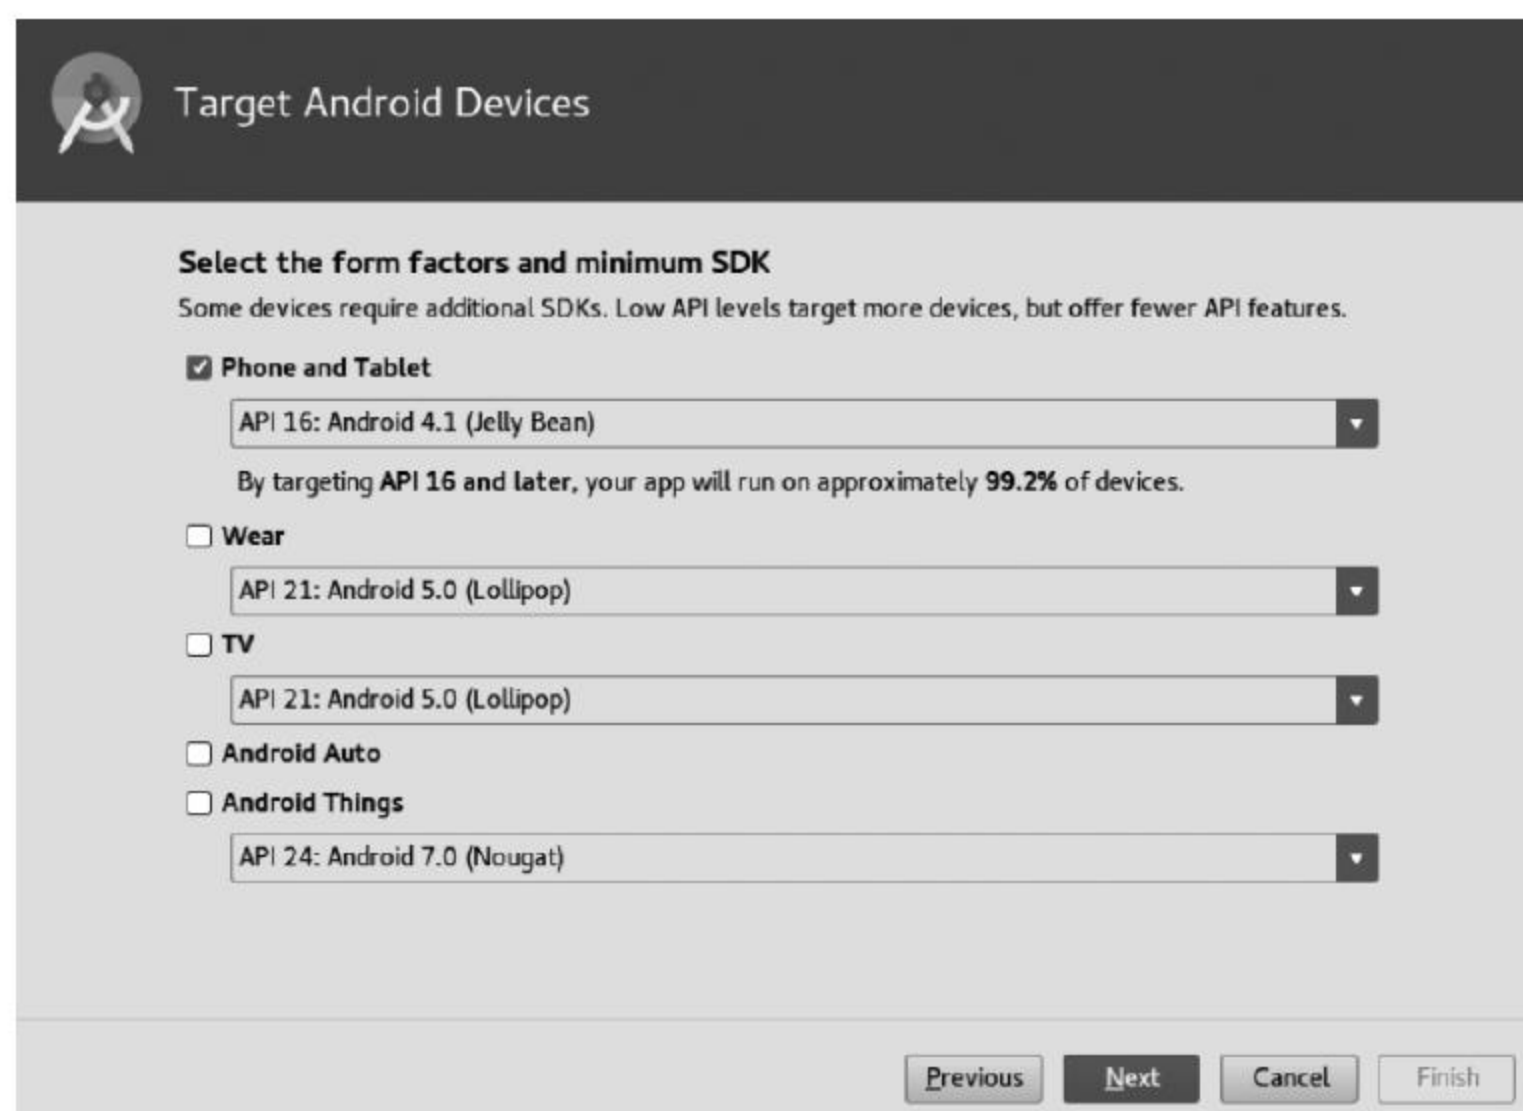 Target Android Devices
Select the form factors and minimum SDK
Some devices require additional SDKs. Low API levels target more devices, but offer fewer API features.
Phone and Tablet
API 16: Android 4.1 (Jelly Bean)
By targeting API 16 and later, your app will run on approximately 99.2% of devices.
Wear
API 21: Android 5.0 (Lollipop)
TV
API 21: Android 5.0 (Lollipop)
Android Auto
Android Things
API 24: Android 7.0 (Nougat)
Previous Next Cancel Finish